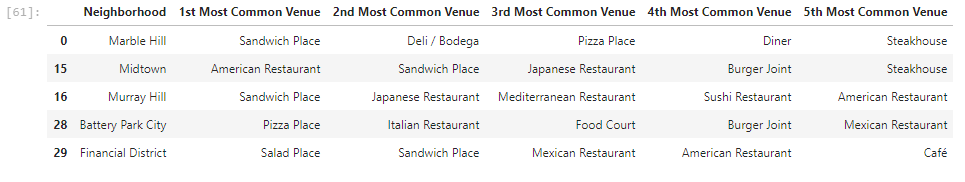 [61]:
Neighborhood 1st Most Common Venue 2nd Most Common Venue 3rd Most Common Venue 4th Most Common Venue 5th Most Common Venue
0 Marble Hill Sandwich Place Deli / Bodega Pizza Place Diner Steakhouse
15 Midtown American Restaurant Sandwich Place Japanese Restaurant Burger Joint Steakhouse
16 Murray Hill Sandwich Place Japanese Restaurant Mediterranean Restaurant Sushi Restaurant American Restaurant
28 Battery Park City Pizza Place Italian Restaurant Food Court Burger Joint Mexican Restaurant
29 Financial District Salad Place Sandwich Place Mexican Restaurant American Restaurant Café